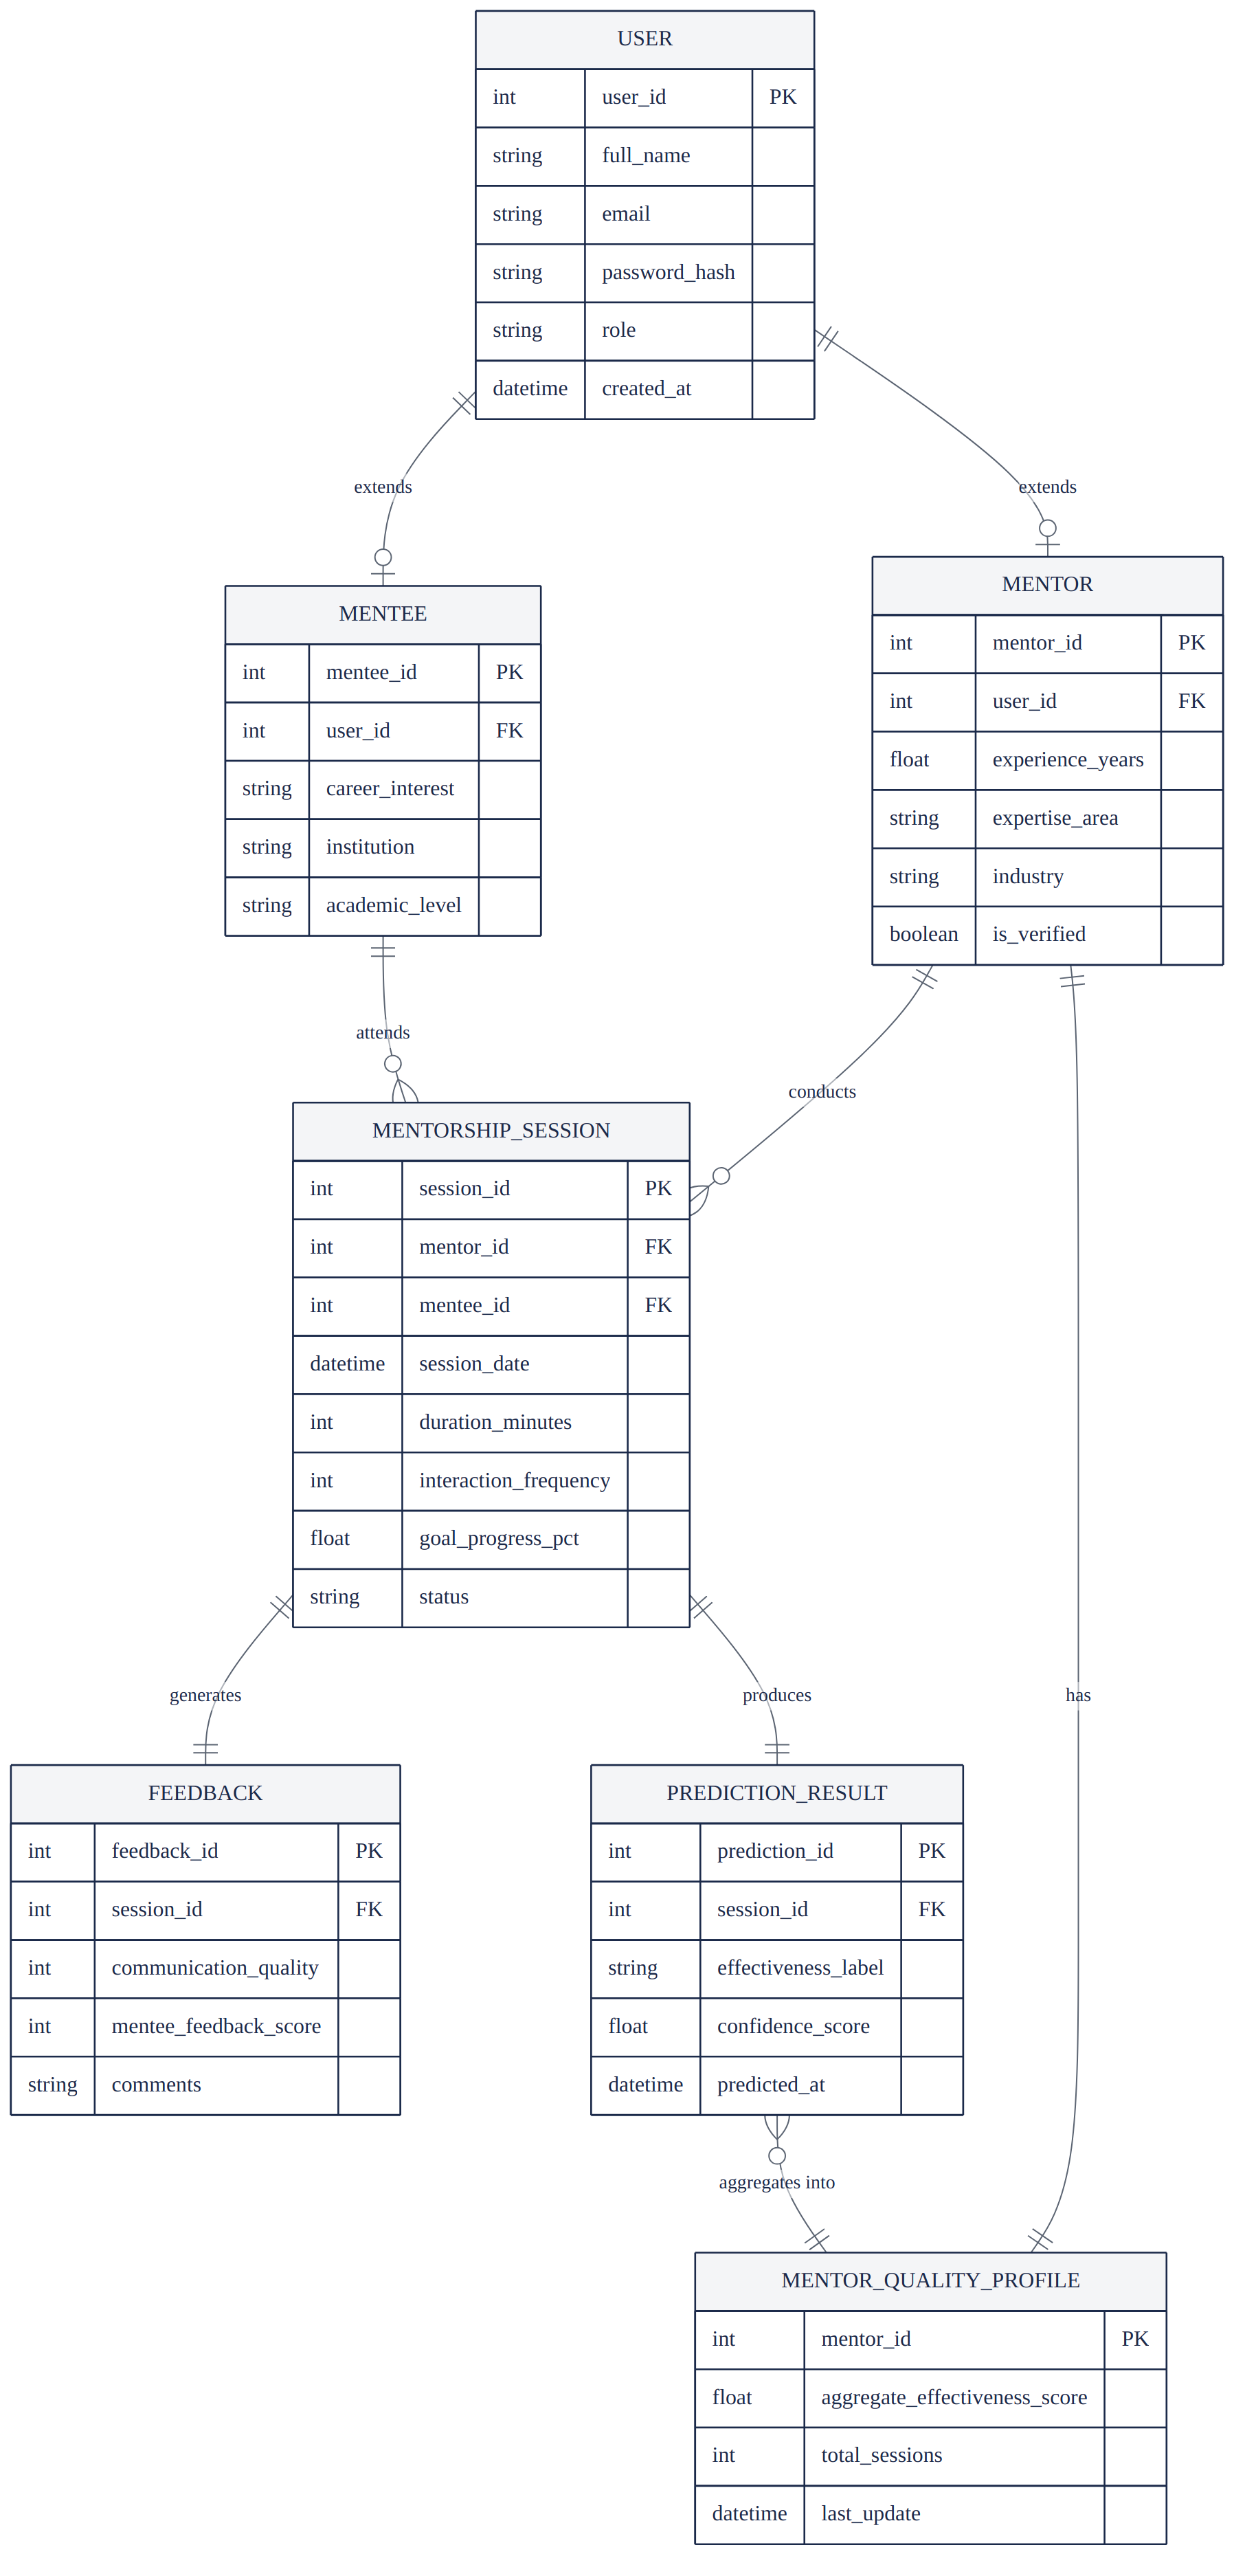 USER
int user_id PK
string full_name
string email
string password_hash
string role
datetime created_at
extends
extends
MENTEE
int mentee_id PK
int user_id FK
string career_interest
string institution
string academic_level
MENTOR
int mentor_id PK
int user_id FK
float experience_years
string expertise_area
string industry
boolean is_verified
attends
conducts
MENTORSHIP_SESSION
int session_id PK
int mentor_id FK
int mentee_id FK
datetime session_date
int duration_minutes
int interaction_frequency
float goal_progress_pct
string status
generates
produces
has
FEEDBACK
int feedback_id PK
int session_id FK
int communication_quality
int mentee_feedback_score
string comments
PREDICTION_RESULT
int prediction_id PK
int session_id FK
string effectiveness_label
float confidence_score
datetime predicted_at
aggregates into
MENTOR_QUALITY_PROFILE
int mentor_id PK
float aggregate_effectiveness_score
int total_sessions
datetime last_update